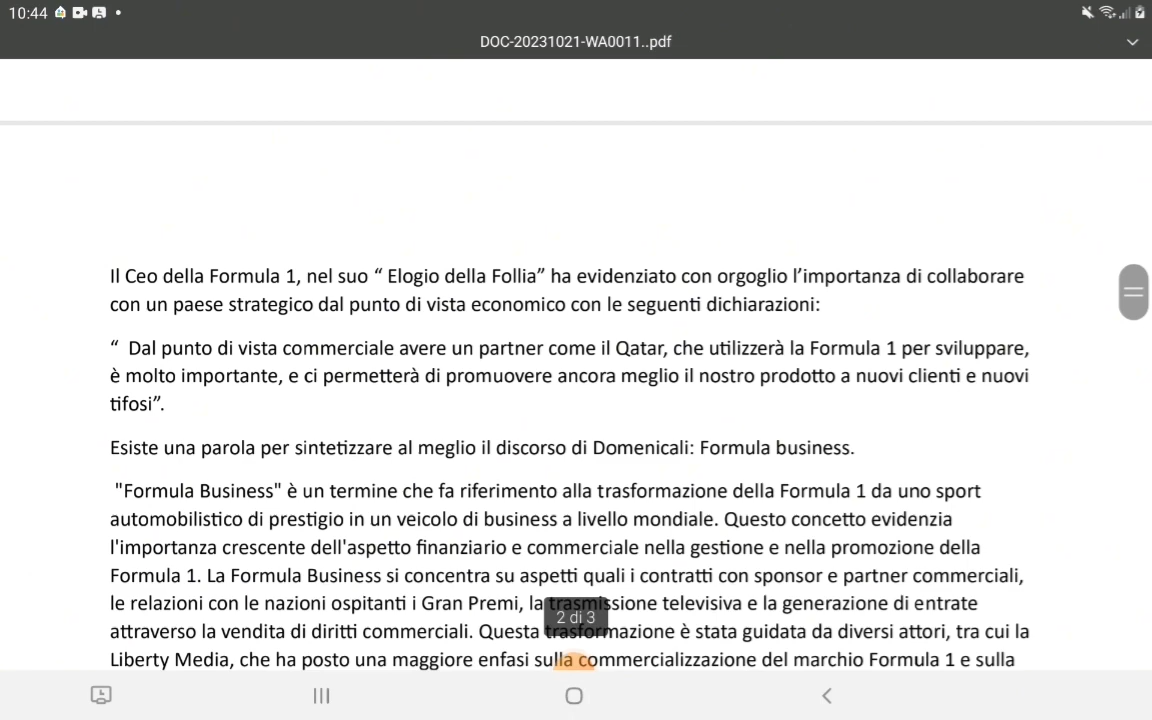 10:44
DOC-20231021-WA0011..pdf
Il Ceo della Formula 1, nel suo “ Elogio della Follia” ha evidenziato con orgoglio l’importanza di collaborare
con un paese strategico dal punto di vista economico con le seguenti dichiarazioni:
“  Dal punto di vista commerciale avere un partner come il Qatar, che utilizzerà la Formula 1 per sviluppare,
è molto importante, e ci permetterà di promuovere ancora meglio il nostro prodotto a nuovi clienti e nuovi
tifosi”.
Esiste una parola per sintetizzare al meglio il discorso di Domenicali: Formula business.
"Formula Business" è un termine che fa riferimento alla trasformazione della Formula 1 da uno sport
automobilistico di prestigio in un veicolo di business a livello mondiale. Questo concetto evidenzia
l'importanza crescente dell'aspetto finanziario e commerciale nella gestione e nella promozione della
Formula 1. La Formula Business si concentra su aspetti quali i contratti con sponsor e partner commerciali,
le relazioni con le nazioni ospitanti i Gran Premi, la trasmissione televisiva e la generazione di entrate
2 di 3
attraverso la vendita di diritti commerciali. Questa trasformazione è stata guidata da diversi attori, tra cui la
Liberty Media, che ha posto una maggiore enfasi sulla commercializzazione del marchio Formula 1 e sulla